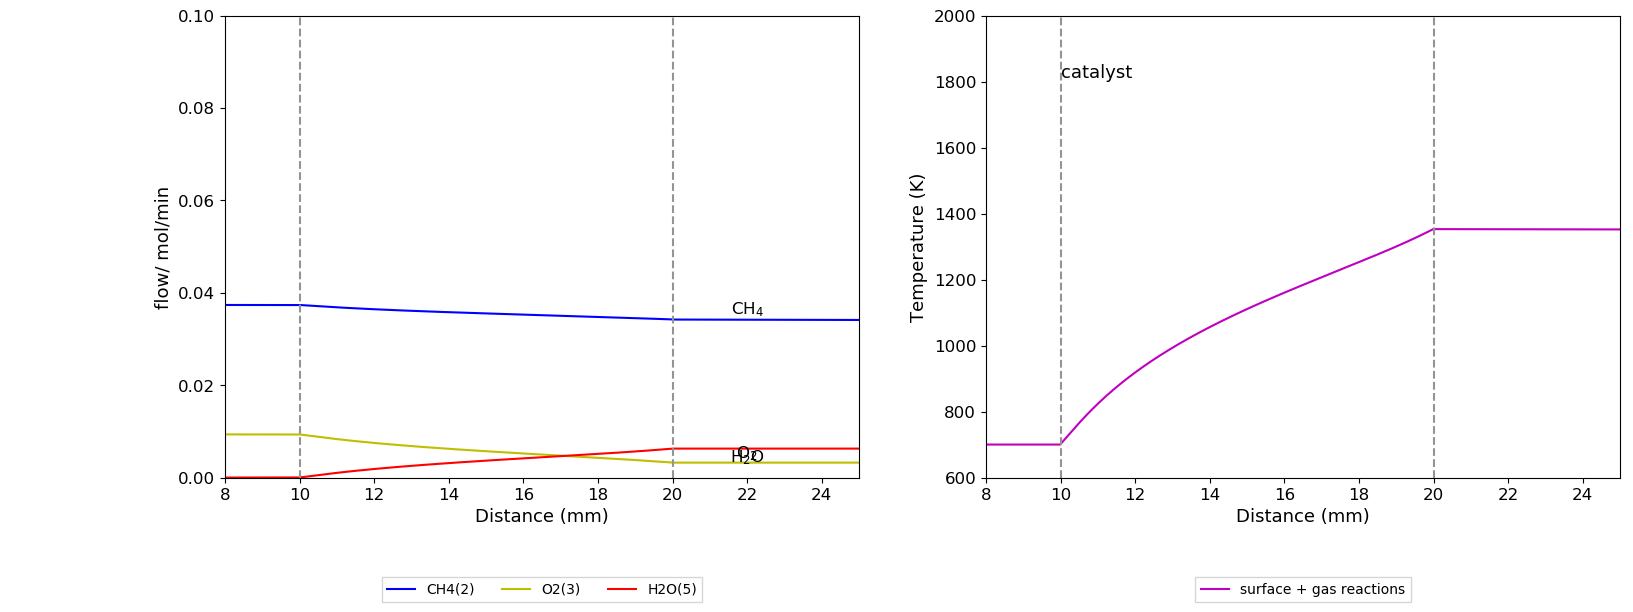 0.10
0.08
0.06
0.04
0.02
0.00
flow/ mol/min
CH₄
O₂
H₂O
8 10 12 14 16 18 20 22 24
Distance (mm)
CH4(2) O2(3) H2O(5)
2000
1800
1600
1400
1200
1000
800
600
Temperature (K)
catalyst
8 10 12 14 16 18 20 22 24
Distance (mm)
surface + gas reactions